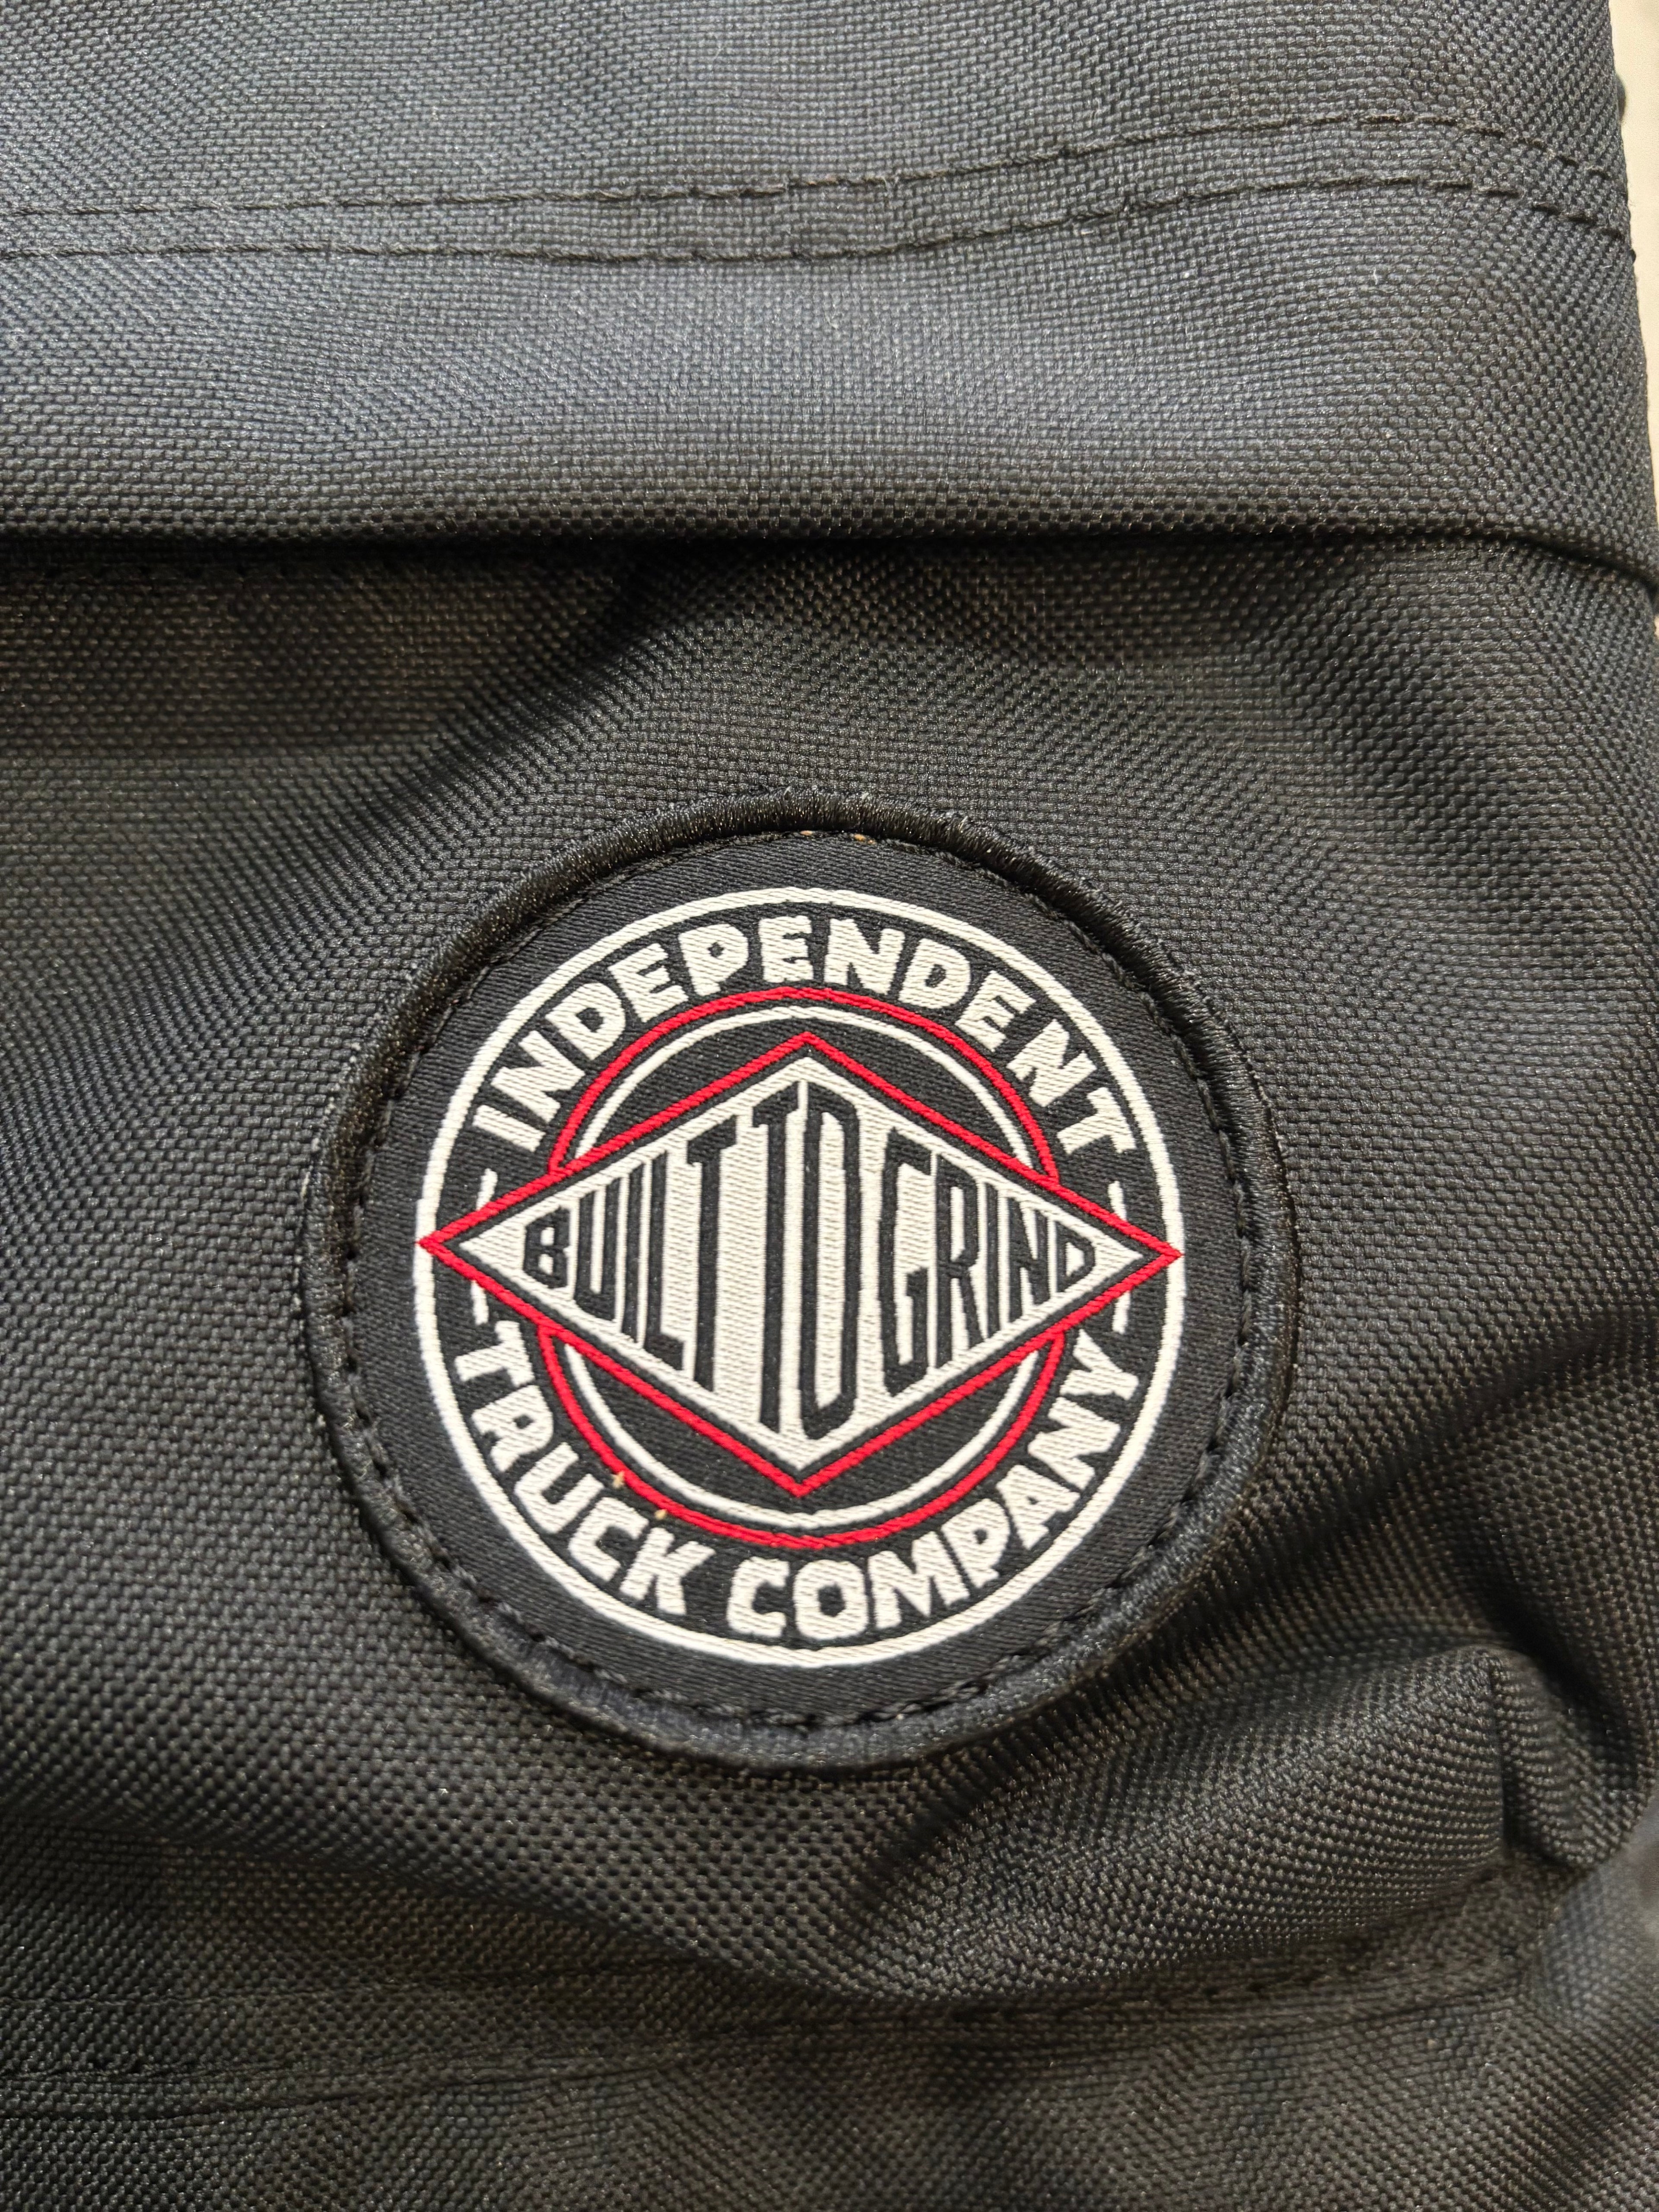 INDEPENDENT
BUILT TO GRIND
TRUCK COMPANY